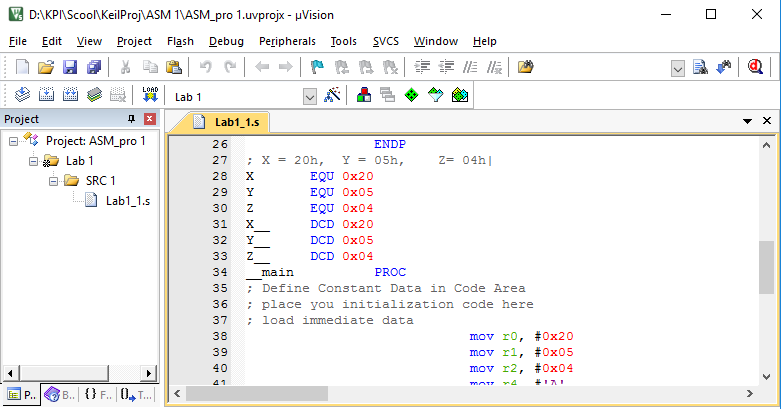 D:\KPI\Scool\KeilProj\ASM 1\ASM_pro 1.uvprojx - µVision
File Edit View Project Flash Debug Peripherals Tools SVCS Window Help
LOAD Lab 1
Project
Project: ASM_pro 1
Lab 1
SRC 1
Lab1_1.s
P... B... {} F... 0 T...
Lab1_1.s
26 ENDP
27 ; X = 20h, Y = 05h, Z= 04h
28 X EQU 0x20
29 Y EQU 0x05
30 Z EQU 0x04
31 X__ DCD 0x20
32 Y__ DCD 0x05
33 Z__ DCD 0x04
34 __main PROC
35 ; Define Constant Data in Code Area
36 ; place you initialization code here
37 ; load immediate data
38 mov r0, #0x20
39 mov r1, #0x05
40 mov r2, #0x04
41 mov r4, #'A'